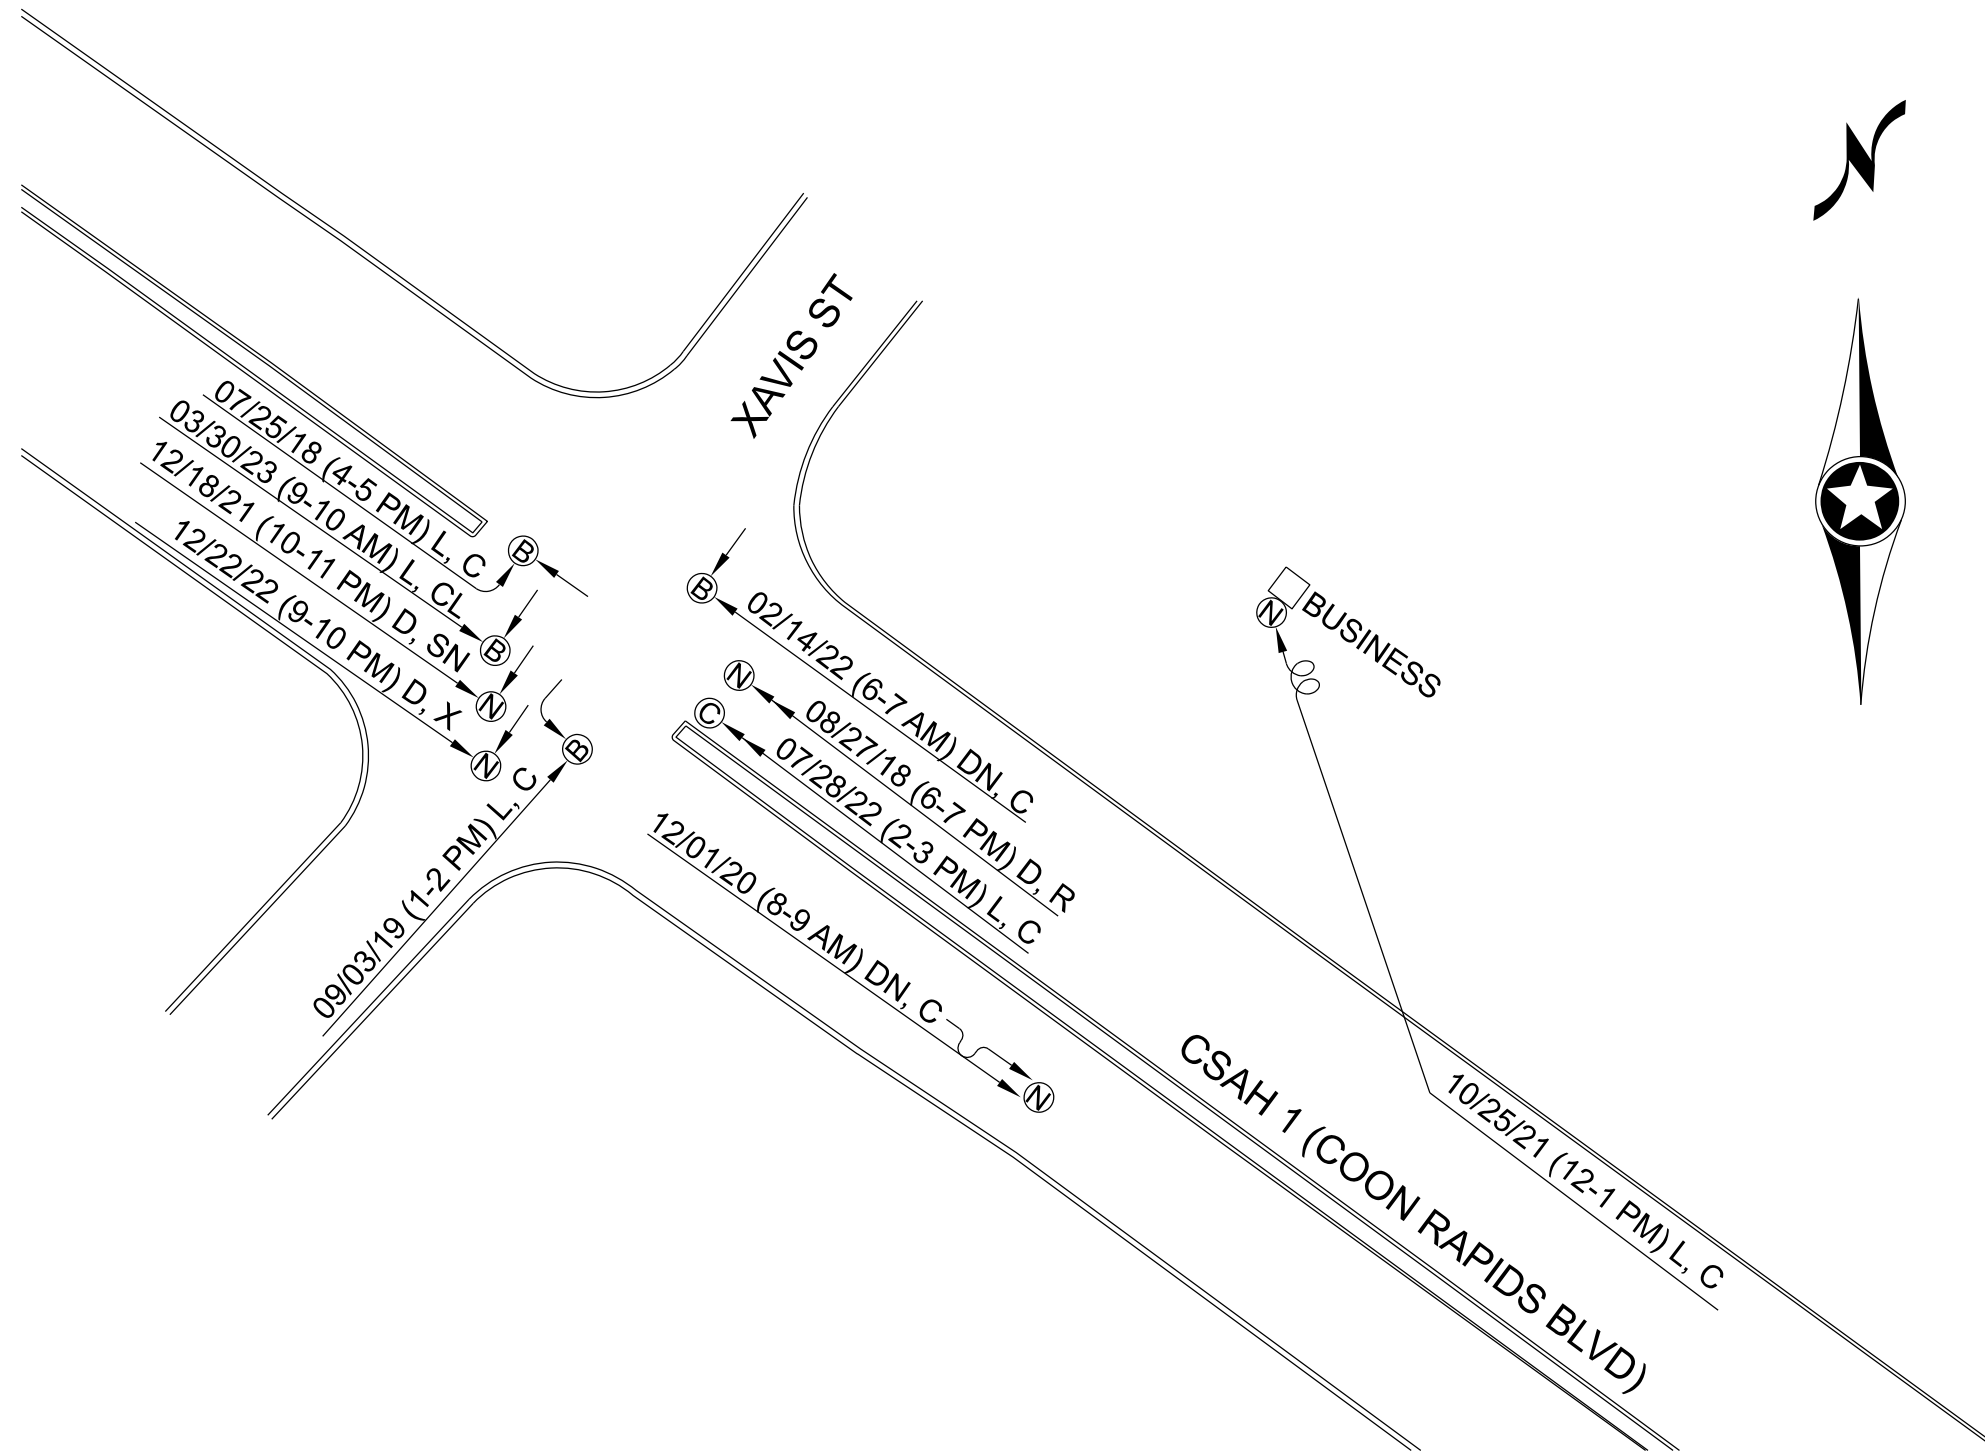 N
XAVIS ST
07/25/18 (4-5 PM) L, C
B
03/30/23 (9-10 AM) L, CL
B
12/18/21 (10-11 PM) D, SN
N
12/22/22 (9-10 PM) D, X
N
09/03/19 (1-2 PM) L, C
B
B
02/14/22 (6-7 AM) DN, C
N
08/27/18 (6-7 PM) D, R
C
07/28/22 (2-3 PM) L, C
12/01/20 (8-9 AM) DN, C
N
N
BUSINESS
10/25/21 (12-1 PM) L, C
CSAH 1 (COON RAPIDS BLVD)